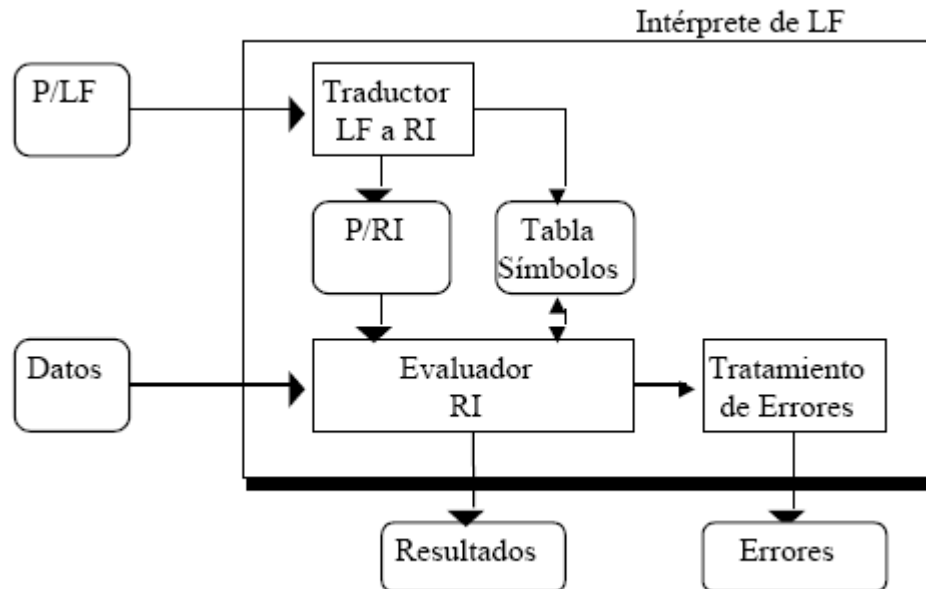 Intérprete de LF
P/LF
Traductor
LF a RI
P/RI
Tabla
Símbolos
Datos
Evaluador
RI
Tratamiento
de Errores
Resultados
Errores